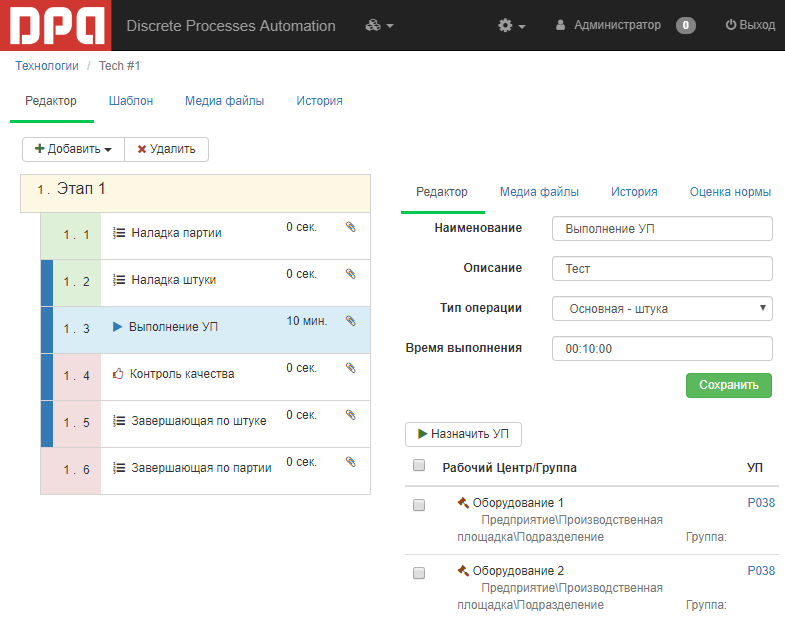 DPA Discrete Processes Automation Администратор 0 Выход
Технологии / Tech #1
Редактор Шаблон Медиа файлы История
Добавить Удалить
1. Этап 1
1. 1 Наладка партии 0 сек.
1. 2 Наладка штуки 0 сек.
1. 3 Выполнение УП 10 мин.
1. 4 Контроль качества 0 сек.
1. 5 Завершающая по штуке 0 сек.
1. 6 Завершающая по партии 0 сек.
Редактор Медиа файлы История Оценка нормы
Наименование Выполнение УП
Описание Тест
Тип операции Основная - штука
Время выполнения 00:10:00
Сохранить
Назначить УП
Рабочий Центр/Группа УП
Оборудование 1 P038
Предприятие\Производственная
площадка\Подразделение Группа:
Оборудование 2 P038
Предприятие\Производственная
площадка\Подразделение Группа: